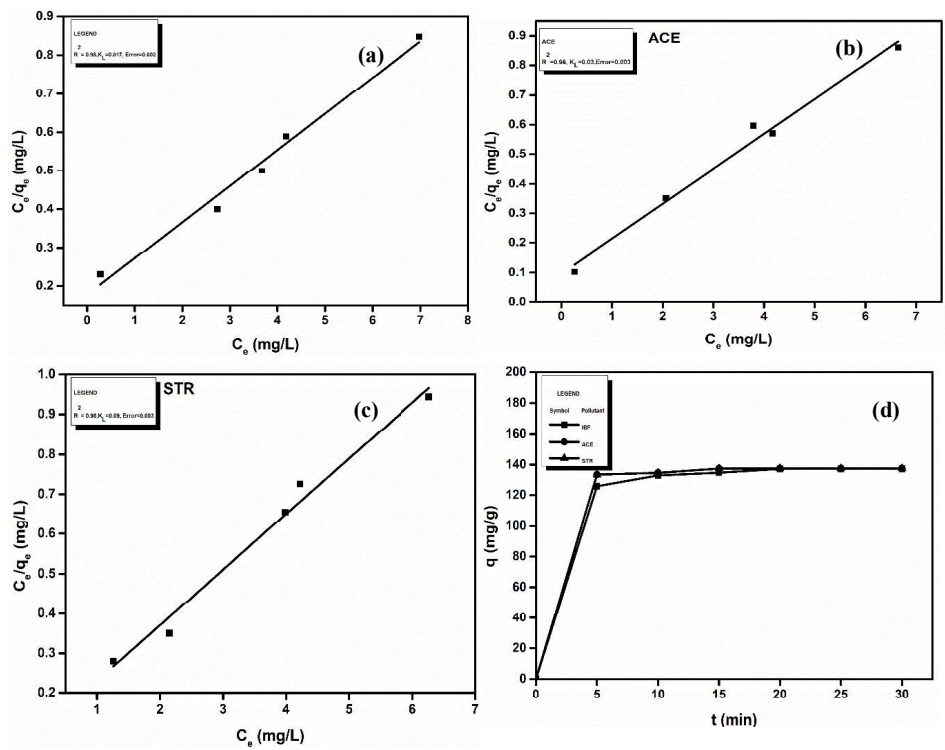 LEGEND
2
R = 0.98,K_L=0.017, Error=0.002
(a)
0.9
0.8
0.7
0.6
0.5
0.4
0.3
0.2
C_e/q_e (mg/L)
0 1 2 3 4 5 6 7 8
C_e (mg/L)
ACE
ACE
2
R =0.96, K_L=0.03,Error=0.003
(b)
0.9
0.8
0.7
0.6
0.5
0.4
0.3
0.2
0.1
0.0
C_e/q_e (mg/L)
0 1 2 3 4 5 6 7
C_e (mg/L)
STR
LEGEND
2
R = 0.98,K_L=0.09, Error=0.003
(c)
1.0
0.9
0.8
0.7
0.6
0.5
0.4
0.3
0.2
C_e/q_e (mg/L)
1 2 3 4 5 6 7
C_e (mg/L)
LEGEND
Symbol Pollutant
IBF
ACE
STR
(d)
200
180
160
140
120
100
80
60
40
20
0
q (mg/g)
0 5 10 15 20 25 30
t (min)